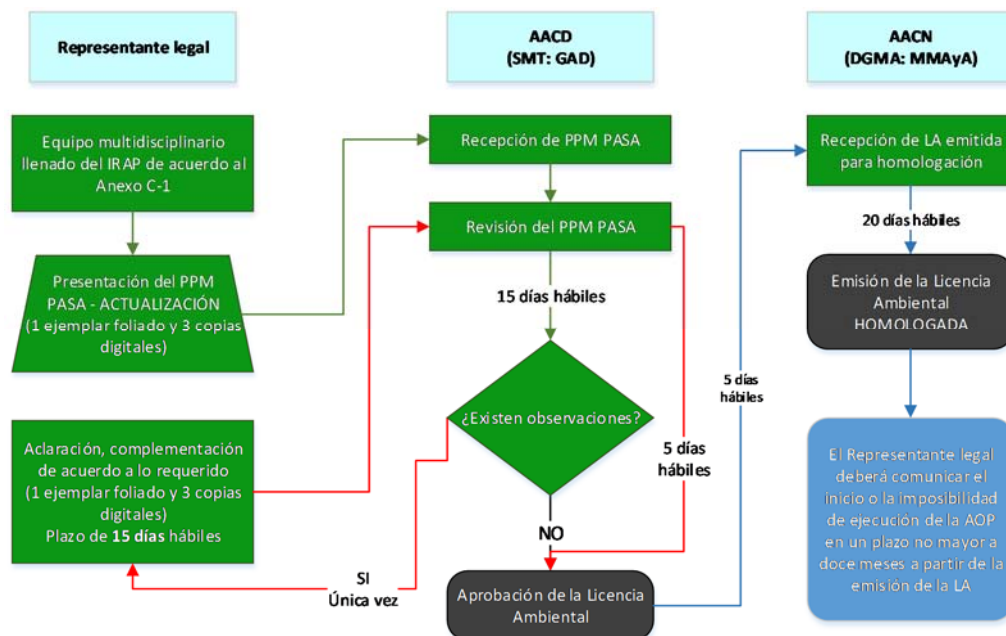 Representante legal
AACD
(SMT: GAD)
AACN
(DGMA: MMAyA)
Equipo multidisciplinario
llenado del IRAP de acuerdo al
Anexo C-1
Presentación del PPM
PASA - ACTUALIZACIÓN
(1 ejemplar foliado y 3 copias
digitales)
Aclaración, complementación
de acuerdo a lo requerido
(1 ejemplar foliado y 3 copias
digitales)
Plazo de 15 días hábiles
SI
Única vez
Recepción de PPM PASA
Revisión del PPM PASA
15 días hábiles
¿Existen observaciones?
5 días
hábiles
NO
Aprobación de la Licencia
Ambiental
5 días
hábiles
Recepción de LA emitida
para homologación
20 días hábiles
Emisión de la Licencia
Ambiental
HOMOLOGADA
El Representante legal
deberá comunicar el
inicio o la imposibilidad
de ejecución de la AOP
en un plazo no mayor a
doce meses a partir de la
emisión de la LA